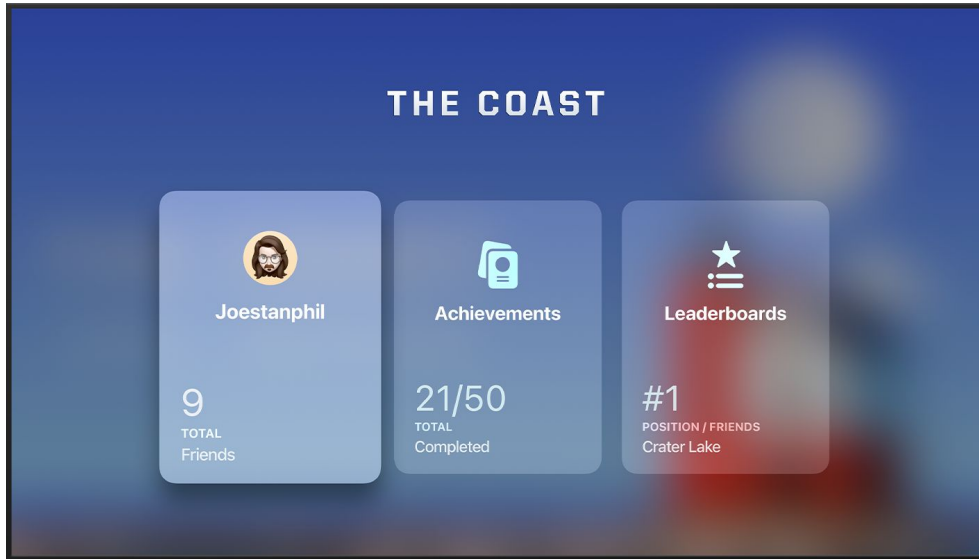 THE COAST
Joestanphil
9
TOTAL
Friends
Achievements
21/50
TOTAL
Completed
Leaderboards
#1
POSITION / FRIENDS
Crater Lake